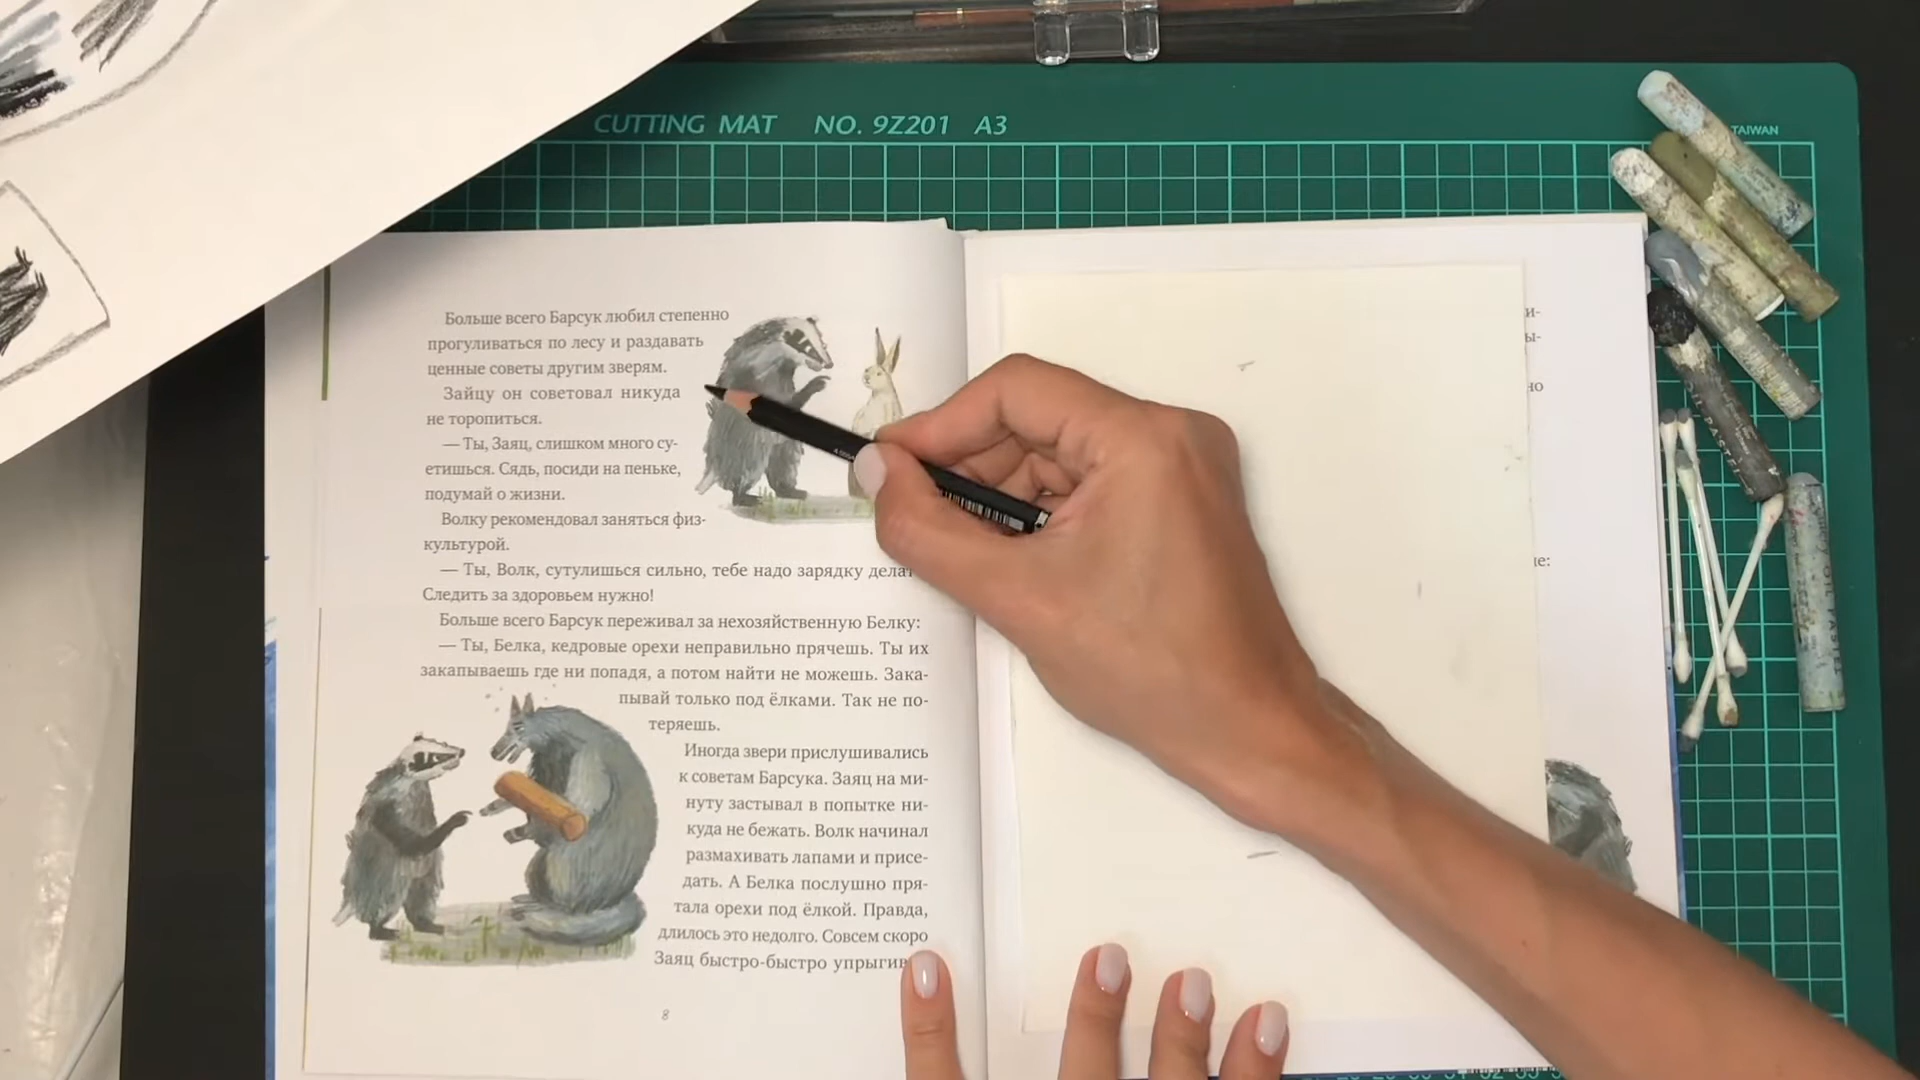 CUTTING MAT NO. 9Z201 A3
TAIWAN
Больше всего Барсук любил степенно
прогуливаться по лесу и раздавать
ценные советы другим зверям.
Зайцу он советовал никуда
не торопиться.
— Ты, Заяц, слишком много су-
етишься. Сядь, посиди на пеньке,
подумай о жизни.
Волку рекомендовал заняться физ-
культурой.
— Ты, Волк, сутулишься сильно, тебе надо зарядку делат
Следить за здоровьем нужно!
Больше всего Барсук переживал за нехозяйственную Белку:
— Ты, Белка, кедровые орехи неправильно прячешь. Ты их
закапываешь где ни попадя, а потом найти не можешь. Зака-
пывай только под ёлками. Так не по-
теряешь.
Иногда звери прислушивались
к советам Барсука. Заяц на ми-
нуту застывал в попытке ни-
куда не бежать. Волк начинал
размахивать лапами и присе-
дать. А Белка послушно пря-
тала орехи под ёлкой. Правда,
длилось это недолго. Совсем скоро
Заяц быстро-быстро упрыгив
8
и-
ы-
но
е:
OIL PASTEL
OIL PASTEL